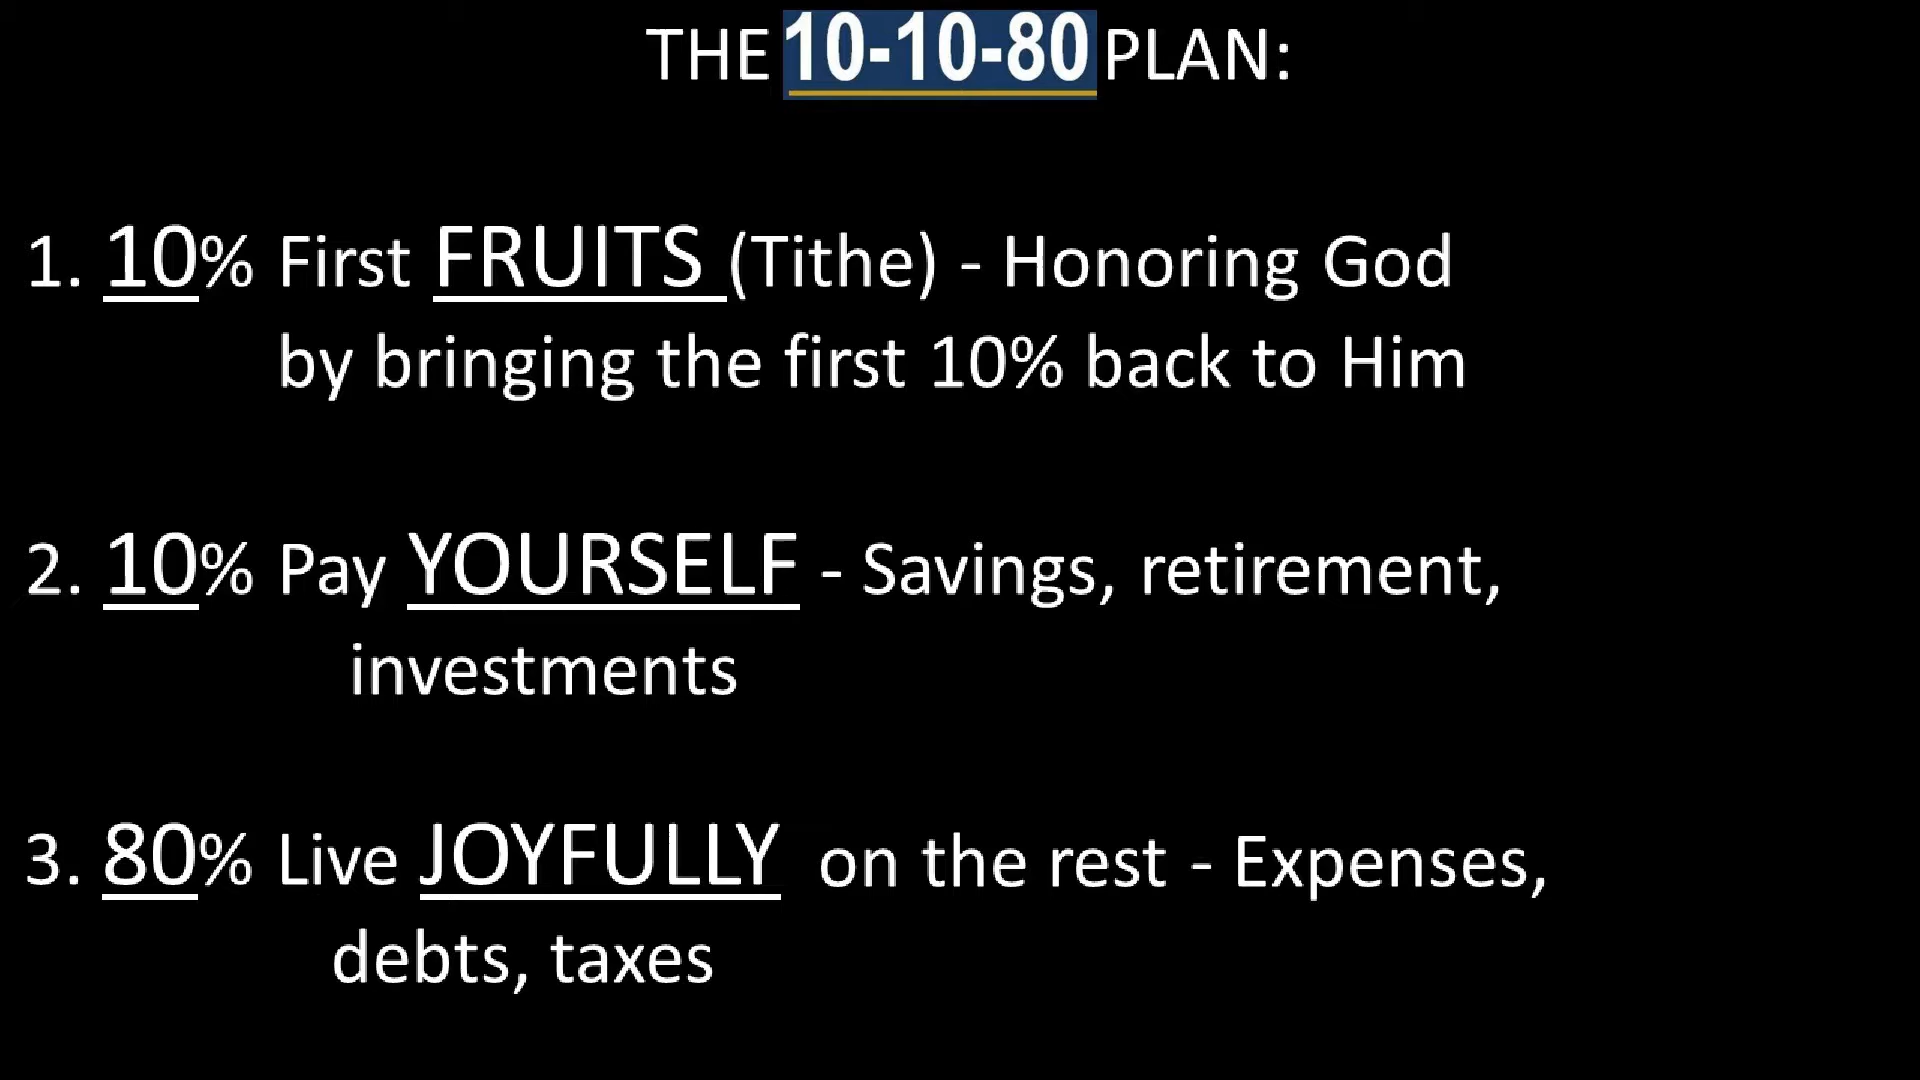 THE 10-10-80 PLAN:
1. 10% First FRUITS (Tithe) - Honoring God
by bringing the first 10% back to Him
2. 10% Pay YOURSELF - Savings, retirement,
investments
3. 80% Live JOYFULLY on the rest - Expenses,
debts, taxes